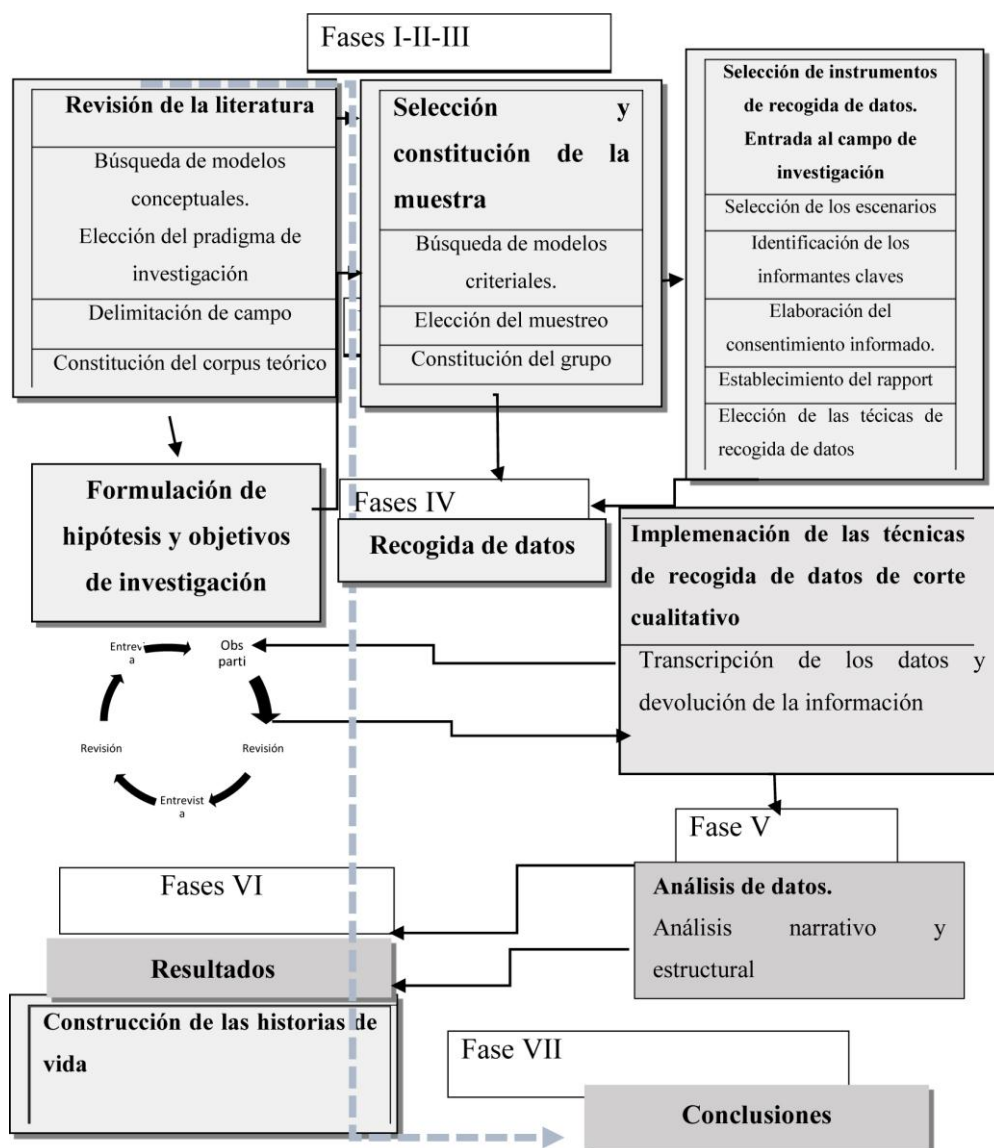 Fases I-II-III
Revisión de la literatura
Búsqueda de modelos
conceptuales.
Elección del pradigma de
investigación
Delimitación de campo
Constitución del corpus teórico
Selección y
constitución de la
muestra
Búsqueda de modelos
criteriales.
Elección del muestreo
Constitución del grupo
Selección de instrumentos
de recogida de datos.
Entrada al campo de
investigación
Selección de los escenarios
Identificación de los
informantes claves
Elaboración del
consentimiento informado.
Establecimiento del rapport
Elección de las técicas de
recogida de datos
Formulación de
hipótesis y objetivos
de investigación
Fases IV
Recogida de datos
Implemenación de las técnicas
de recogida de datos de corte
cualitativo
Transcripción de los datos y
devolución de la información
Entrevi
a
Obs
parti
Revisión
Revisión
Entrevist
a
Fase V
Análisis de datos.
Análisis narrativo y
estructural
Fases VI
Resultados
Construcción de las historias de
vida
Fase VII
Conclusiones